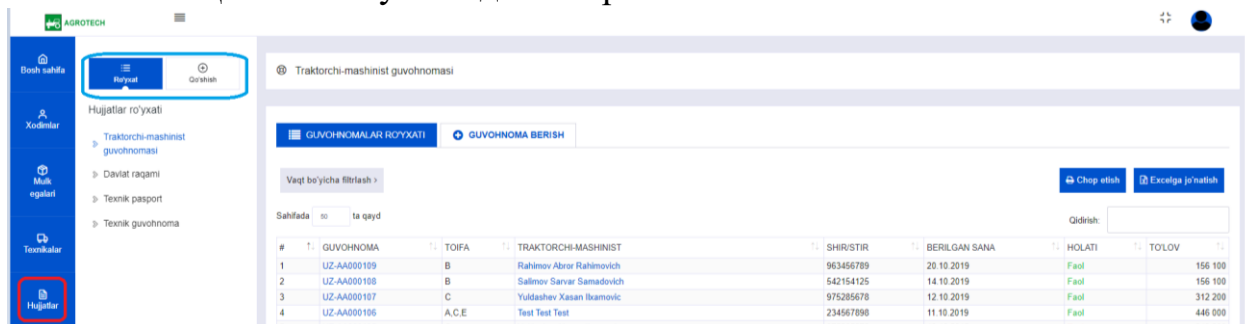 AGROTECH
Bosh sahifa
Xodimlar
Mulk egalari
Texnikalar
Hujjatlar
Ro'yxat
Qo'shish
Hujjatlar ro'yxati
Traktorchi-mashinist guvohnomasi
Davlat raqami
Texnik pasport
Texnik guvohnoma
Traktorchi-mashinist guvohnomasi
GUVOHNOMALAR RO'YXATI
GUVOHNOMA BERISH
Vaqt bo'yicha filtrlash >
Chop etish
Excelga jo'natish
Sahifada 50 ta qayd
Qidirish:
# GUVOHNOMA TOIFA TRAKTORCHI-MASHINIST SHIR/STIR BERILGAN SANA HOLATI TO'LOV
1 UZ-AA000109 B Rahimov Abror Rahimovich 963456789 20.10.2019 Faol 156 100
2 UZ-AA000108 B Salimov Sarvar Samadovich 542154125 14.10.2019 Faol 156 100
3 UZ-AA000107 C Yuldashev Xasan Ilxamovic 975285678 12.10.2019 Faol 312 200
4 UZ-AA000106 A,C,E Test Test Test 234567898 11.10.2019 Faol 446 000